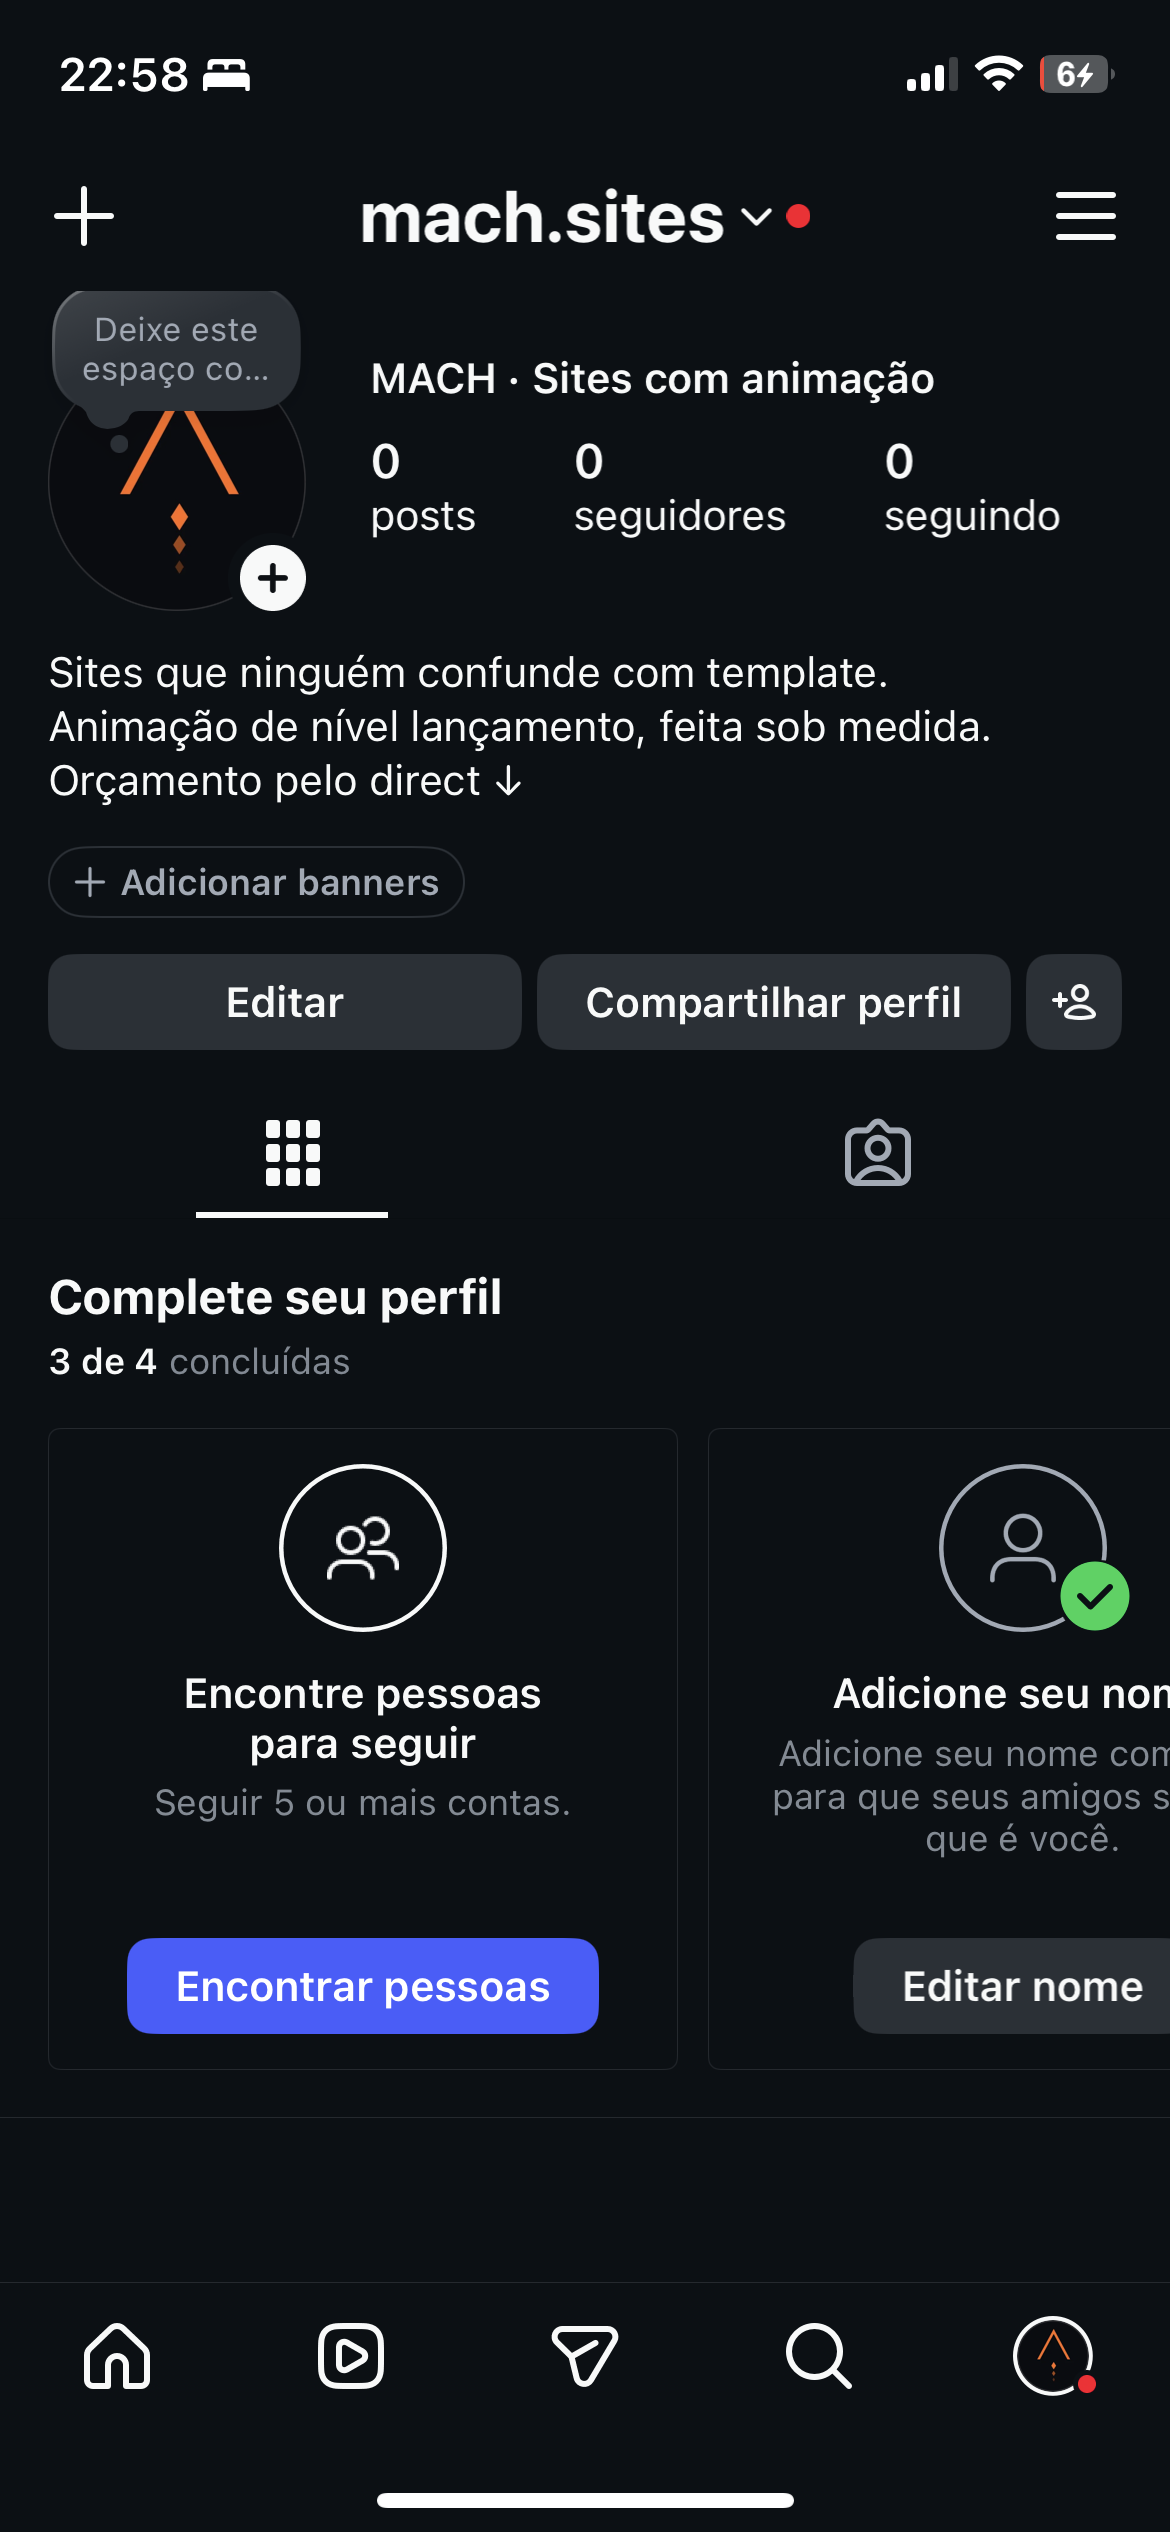 22:58
6
mach.sites
Deixe este
espaço co...
MACH · Sites com animação
0
posts
0
seguidores
0
seguindo
Sites que ninguém confunde com template.
Animação de nível lançamento, feita sob medida.
Orçamento pelo direct ↓
Adicionar banners
Editar
Compartilhar perfil
Complete seu perfil
3 de 4 concluídas
Encontre pessoas
para seguir
Seguir 5 ou mais contas.
Encontrar pessoas
Adicione seu nom
Adicione seu nome com
para que seus amigos s
que é você.
Editar nome